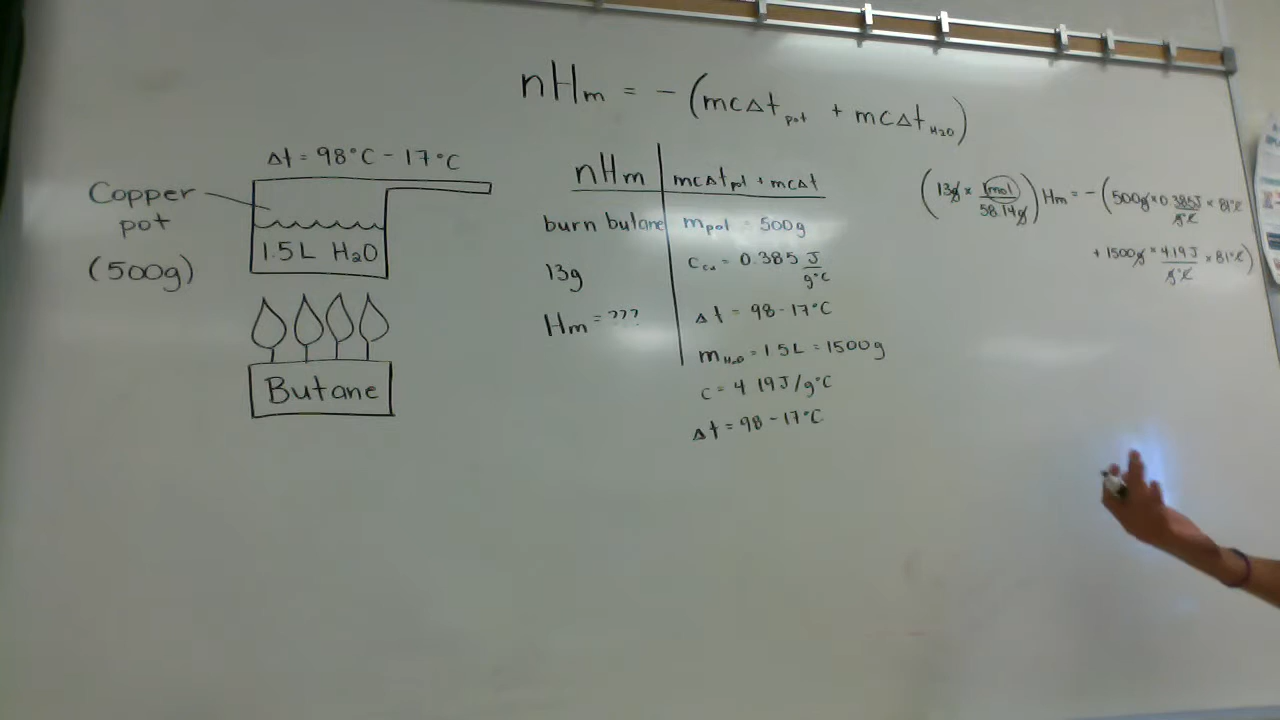 nHm = - (mcΔt pot + mcΔt H₂O)
Δt = 98°C - 17°C
Copper
pot
(500g)
1.5L H₂O
Butane
nHm | mcΔt pot + mcΔt
burn butane
13g
Hm = ???
m pot = 500g
c Cu = 0.385 J/g°C
Δt = 98-17°C
m H₂O = 1.5L = 1500g
c = 4.19J/g°C
Δt = 98-17°C
(13g × 1mol/58.14g) Hm = - (500g × 0.385J/g°C × 81°C
+ 1500g × 4.19J/g°C × 81°C)